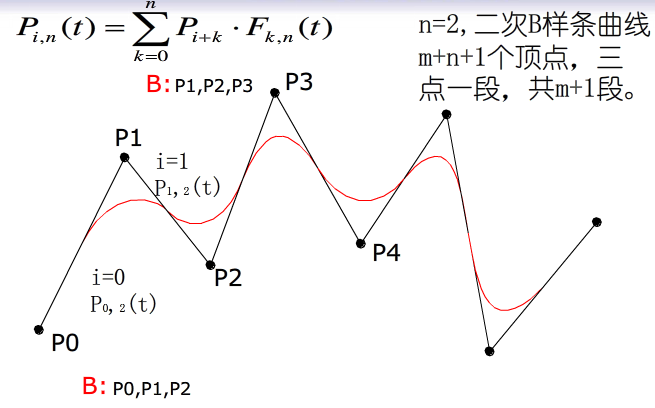 P_{i,n}(t) = \sum_{k=0}^{n} P_{i+k} \cdot F_{k,n}(t)
n=2,二次B样条曲线
m+n+1个顶点，三
点一段，共m+1段。
B:P1,P2,P3
P3
P1
i=1
P1,2(t)
P2
P4
i=0
P0,2(t)
P0
B: P0,P1,P2